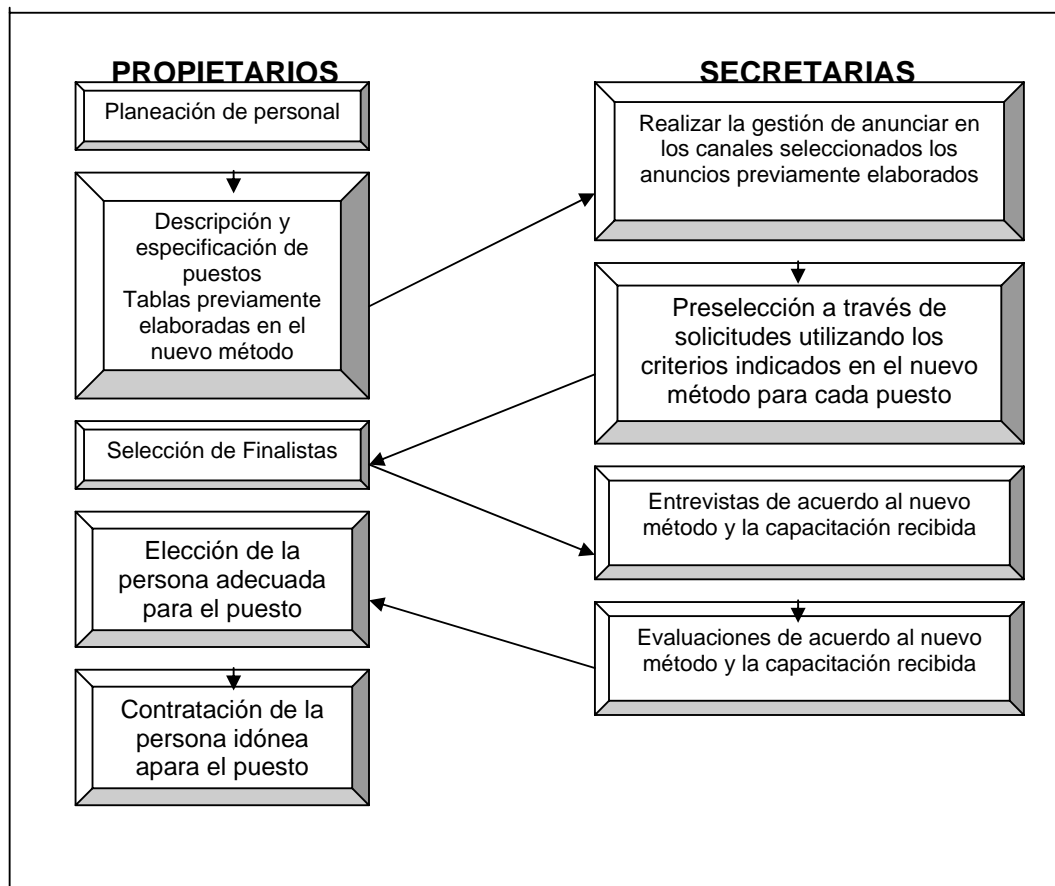 PROPIETARIOS
Planeación de personal
Descripción y
especificación de
puestos
Tablas previamente
elaboradas en el
nuevo método
Selección de Finalistas
Elección de la
persona adecuada
para el puesto
Contratación de la
persona idónea
apara el puesto
SECRETARIAS
Realizar la gestión de anunciar en
los canales seleccionados los
anuncios previamente elaborados
Preselección a través de
solicitudes utilizando los
criterios indicados en el nuevo
método para cada puesto
Entrevistas de acuerdo al nuevo
método y la capacitación recibida
Evaluaciones de acuerdo al nuevo
método y la capacitación recibida